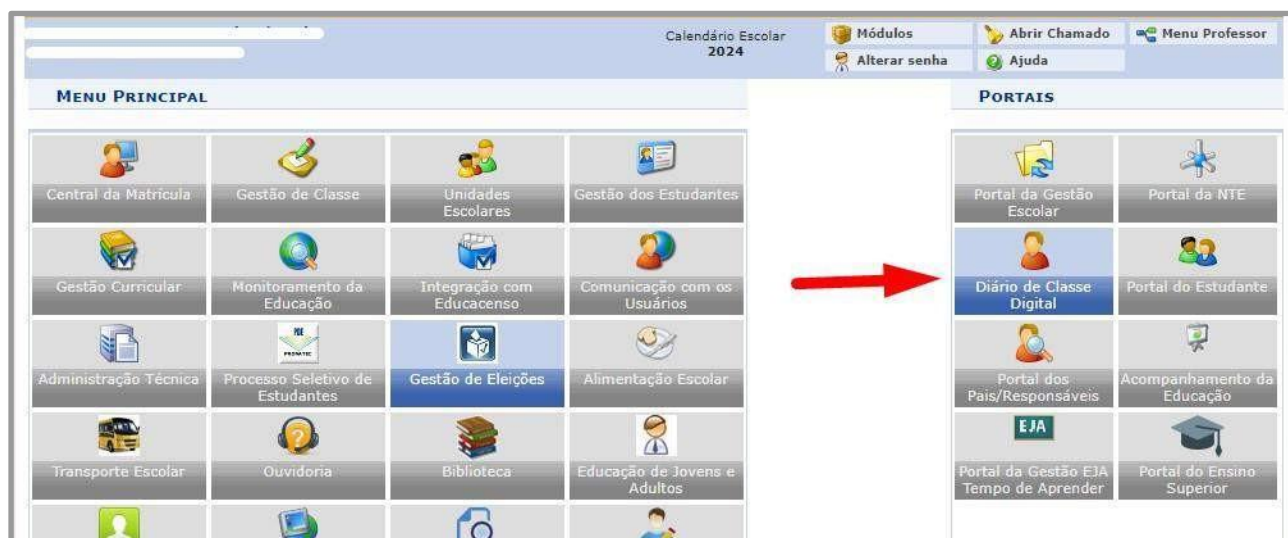 Calendário Escolar
2024
Módulos
Abrir Chamado
Menu Professor
Alterar senha
Ajuda
MENU PRINCIPAL
PORTAIS
Central da Matrícula
Gestão de Classe
Unidades
Escolares
Gestão dos Estudantes
Portal da Gestão
Escolar
Portal da NTE
Gestão Curricular
Monitoramento da
Educação
Integração com
Educacenso
Comunicação com os
Usuários
Diário de Classe
Digital
Portal do Estudante
PRONATEC
Administração Técnica
Processo Seletivo de
Estudantes
Gestão de Eleições
Alimentação Escolar
Portal dos
Pais/Responsáveis
Acompanhamento da
Educação
EJA
Transporte Escolar
Ouvidoria
Biblioteca
Educação de Jovens e
Adultos
Portal da Gestão EJA
Tempo de Aprender
Portal do Ensino
Superior